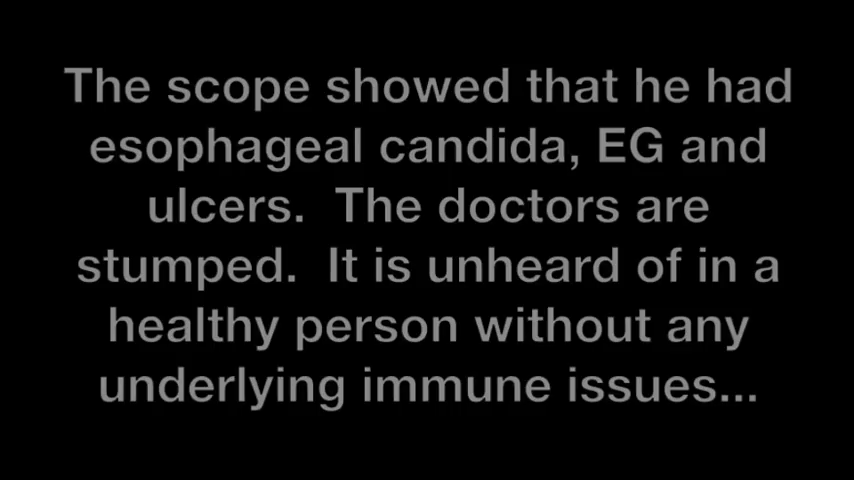 The scope showed that he had
esophageal candida, EG and
ulcers.  The doctors are
stumped.  It is unheard of in a
healthy person without any
underlying immune issues...